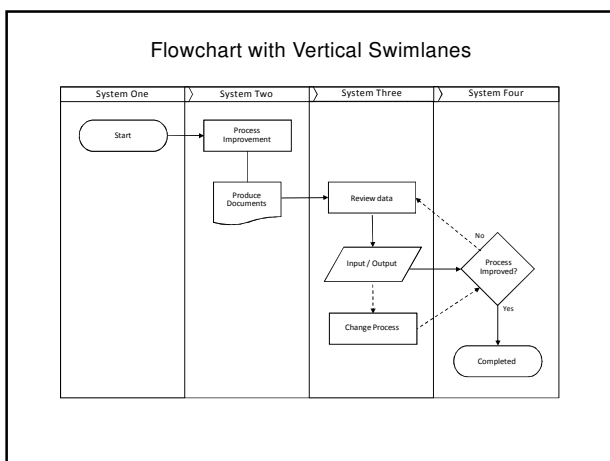 Flowchart with Vertical Swimlanes
System One
System Two
System Three
System Four
Start
Process
Improvement
Produce
Documents
Review data
No
Input / Output
Process
Improved?
Change Process
Yes
Completed